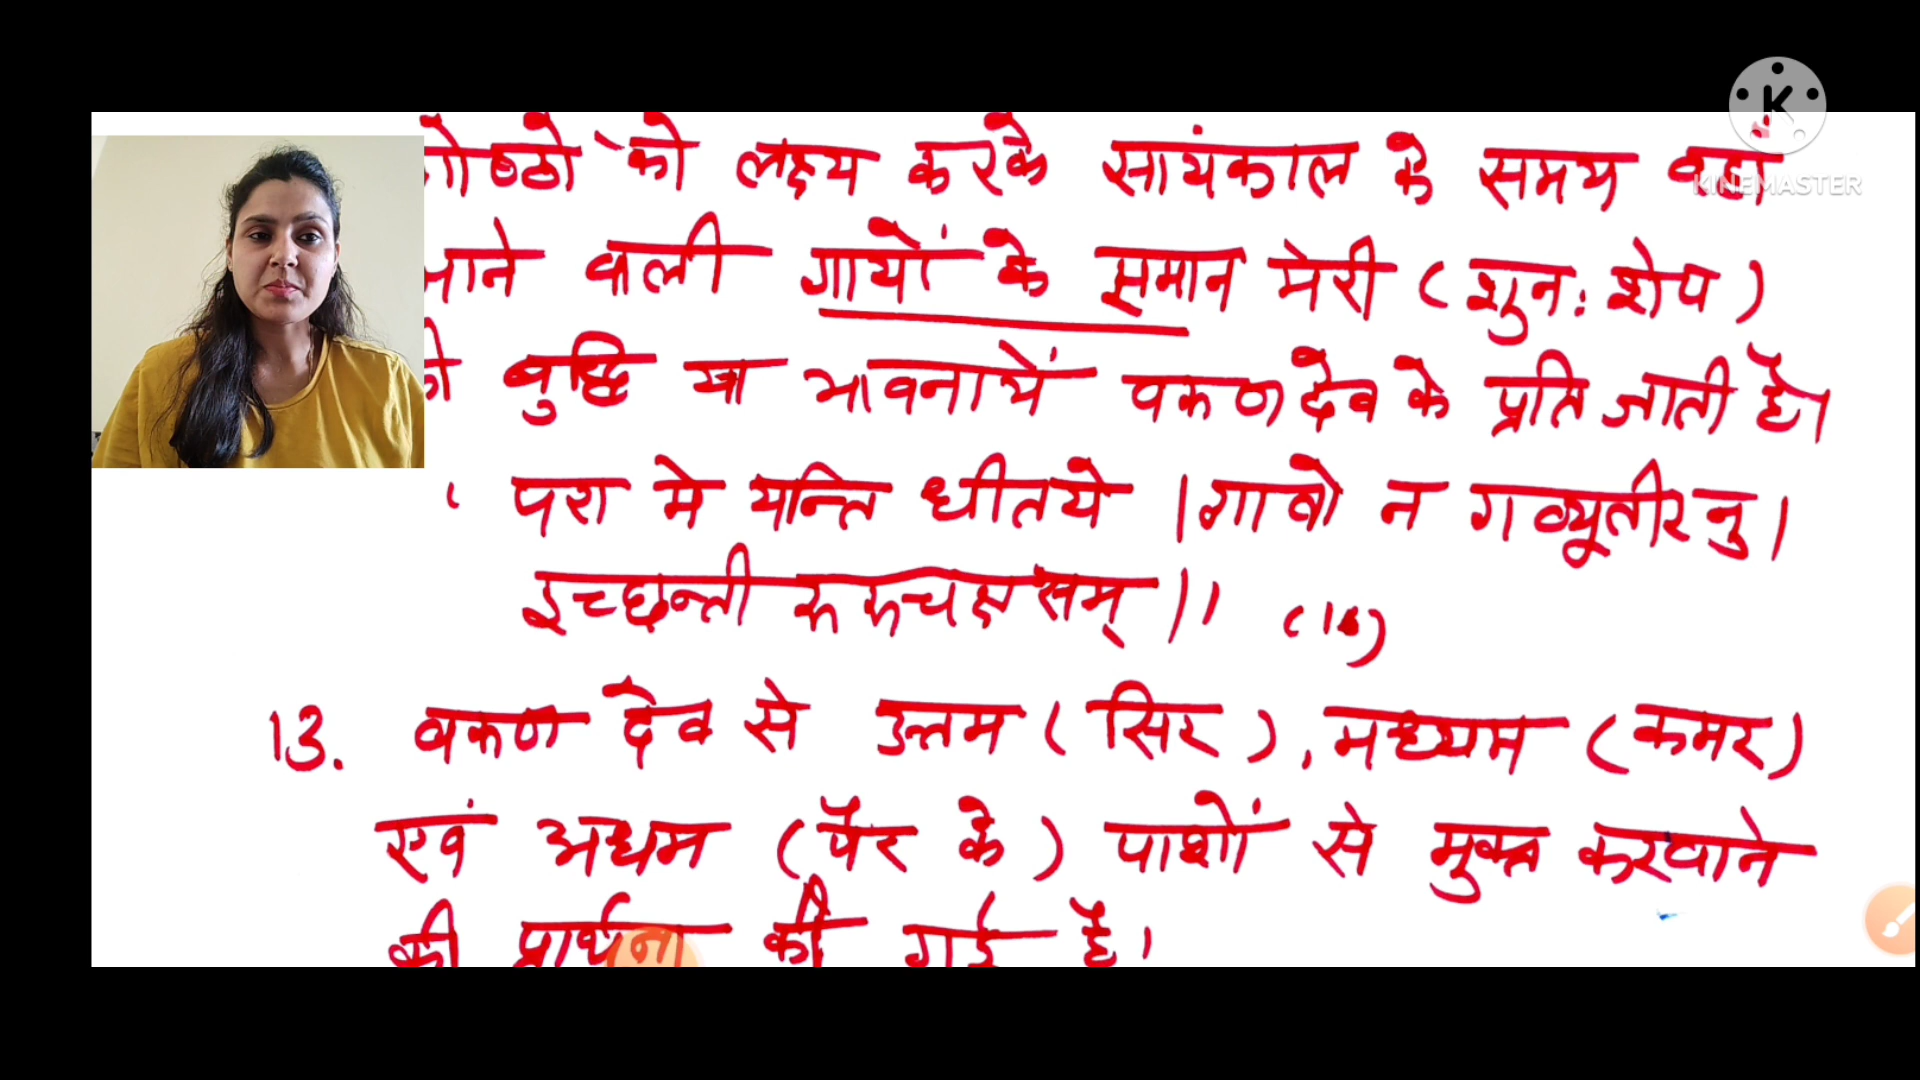 गोष्ठो को लक्ष्य करके सायंकाल के समय वहां
जाने वाली गायों के समान मेरी (शुन: शेप)
की बुद्धि या भावनायें वरुण देव के प्रति जाती है।
‘ परा मे यन्ति धीतये । गावो न गव्यूतीरनु।
इच्छन्ती रुरुचक्षसम् ।। (16)
13. वरुण देव से उत्तम (सिर), मध्यम (कमर)
एवं अधम (पैर के) पाशों से मुक्त करवाने
की प्रार्थना की गई है।
KINEMASTER